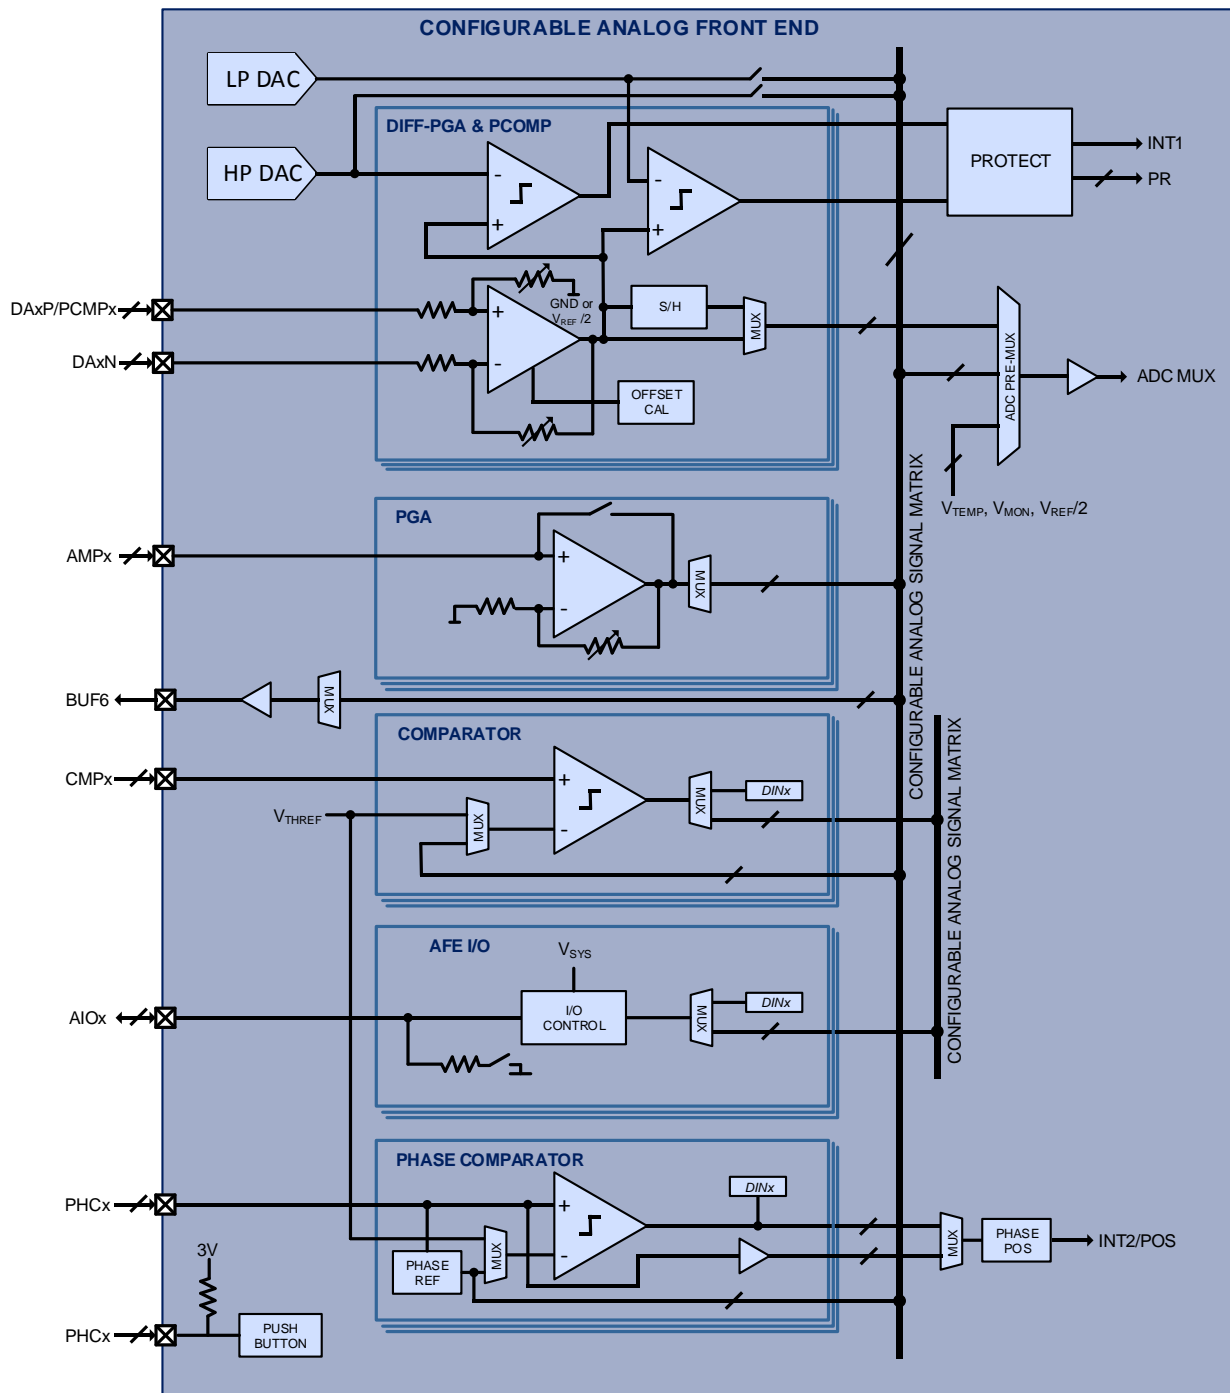 CONFIGURABLE ANALOG FRONT END
LP DAC
HP DAC
DIFF-PGA & PCOMP
-
+
-
+
PROTECT
INT1
PR
DAxP/PCMPx
DAxN
+
-
GND or
VREF /2
S/H
MUX
OFFSET
CAL
ADC PRE-MUX
ADC MUX
VTEMP, VMON, VREF/2
CONFIGURABLE ANALOG SIGNAL MATRIX
PGA
AMPx
+
-
MUX
BUF6
MUX
COMPARATOR
CMPx
+
-
VTHREF
MUX
MUX
DINx
CONFIGURABLE ANALOG SIGNAL MATRIX
AFE I/O
VSYS
AIOx
I/O
CONTROL
MUX
DINx
PHASE COMPARATOR
PHCx
+
-
DINx
MUX
PHASE
REF
MUX
PHASE
POS
INT2/POS
3V
PHCx
PUSH
BUTTON